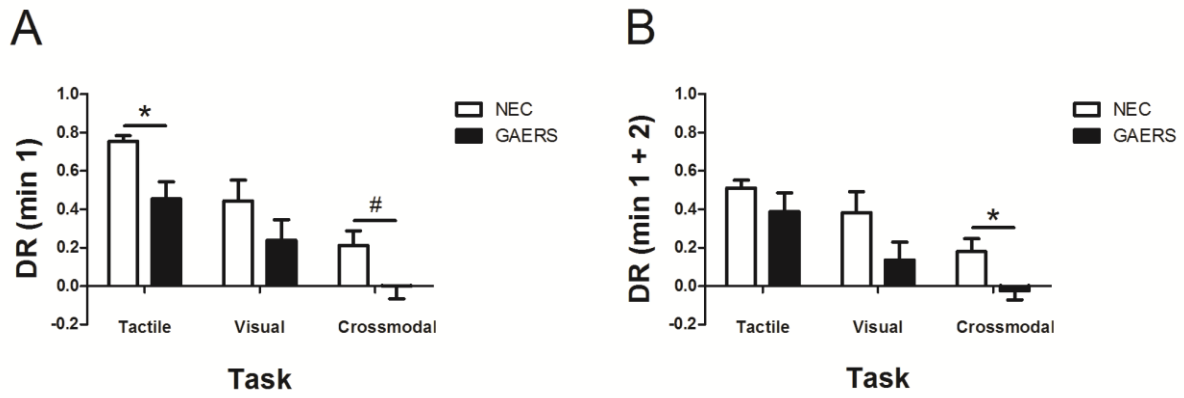 A
DR (min 1)
1.0
0.8
0.6
0.4
0.2
0.0
-0.2
*
#
NEC
GAERS
Tactile Visual Crossmodal
Task
B
DR (min 1 + 2)
1.0
0.8
0.6
0.4
0.2
0.0
-0.2
*
NEC
GAERS
Tactile Visual Crossmodal
Task